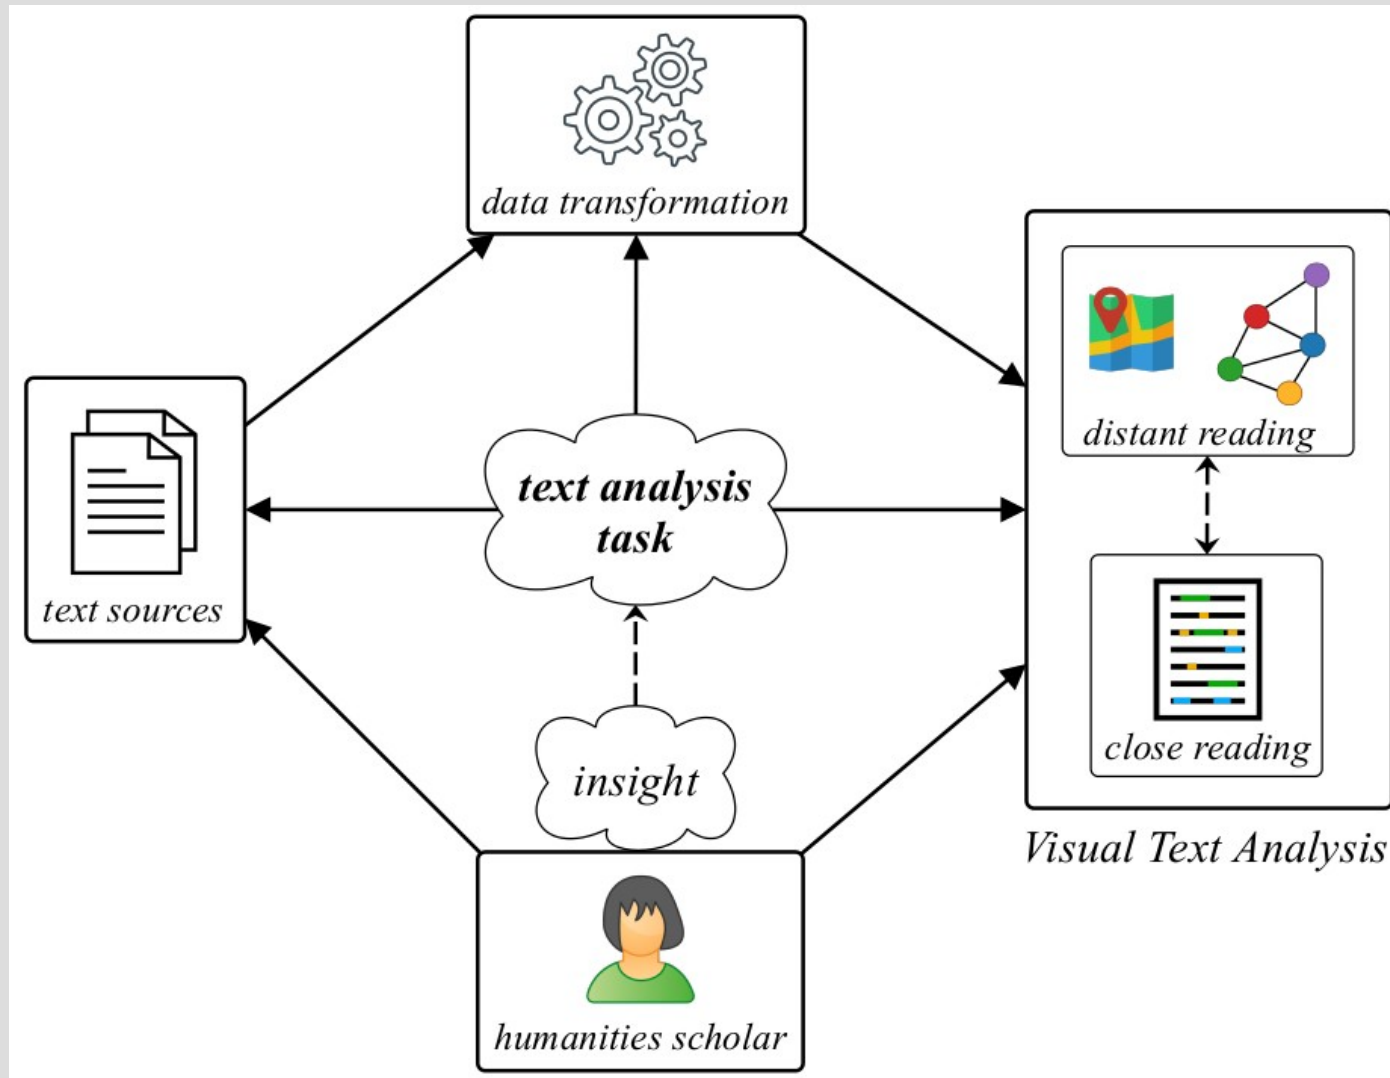 data transformation
distant reading
text analysis
task
text sources
close reading
insight
Visual Text Analysis
humanities scholar